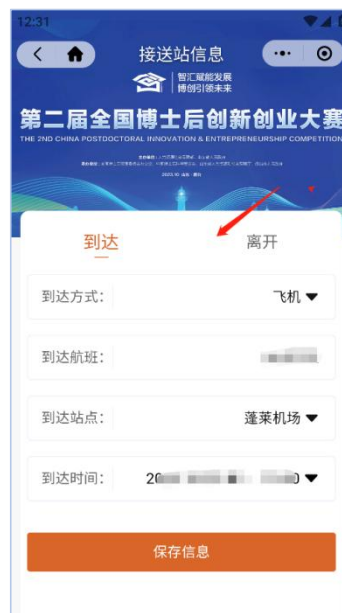 12:31
接送站信息
智汇赋能发展
博创引领未来
第二届全国博士后创新创业大赛
THE 2ND CHINA POSTDOCTORAL INNOVATION & ENTREPRENEURSHIP COMPETITION
到达
离开
到达方式:
飞机
到达航班:
到达站点:
蓬莱机场
到达时间:
20
保存信息